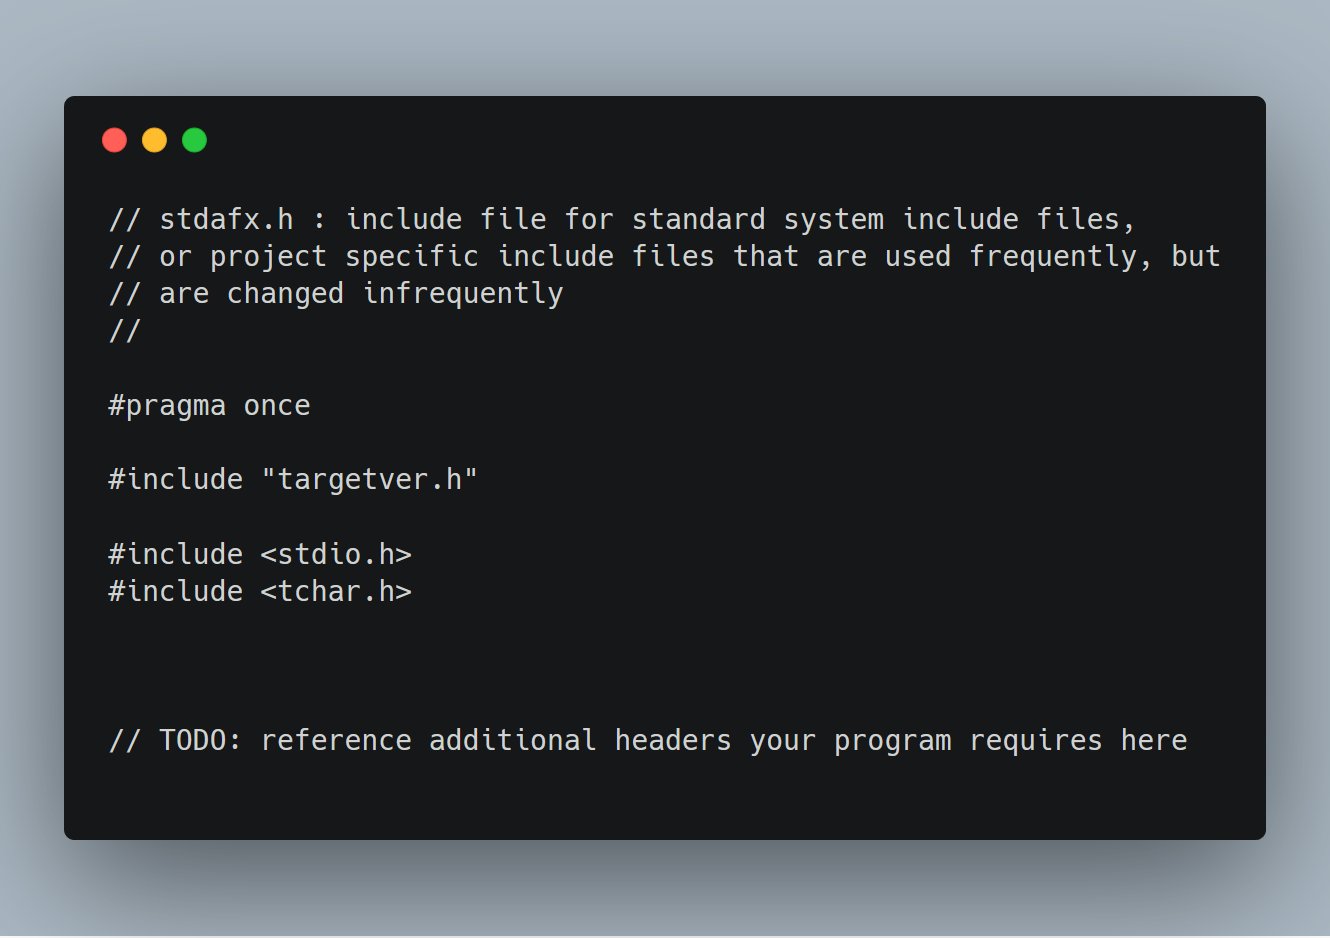 // stdafx.h : include file for standard system include files,
// or project specific include files that are used frequently, but
// are changed infrequently
//
#pragma once
#include "targetver.h"
#include <stdio.h>
#include <tchar.h>
// TODO: reference additional headers your program requires here